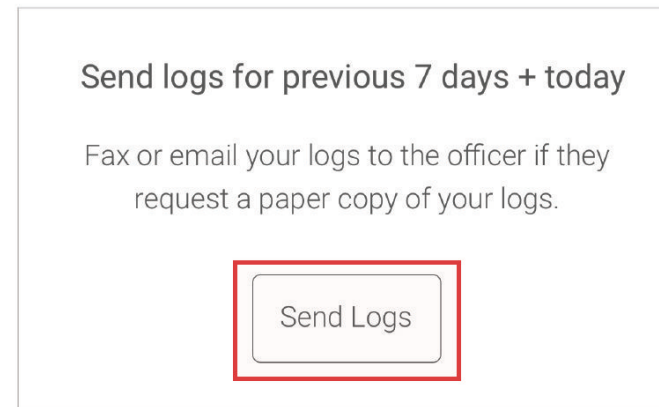 Send logs for previous 7 days + today
Fax or email your logs to the officer if they
request a paper copy of your logs.
Send Logs